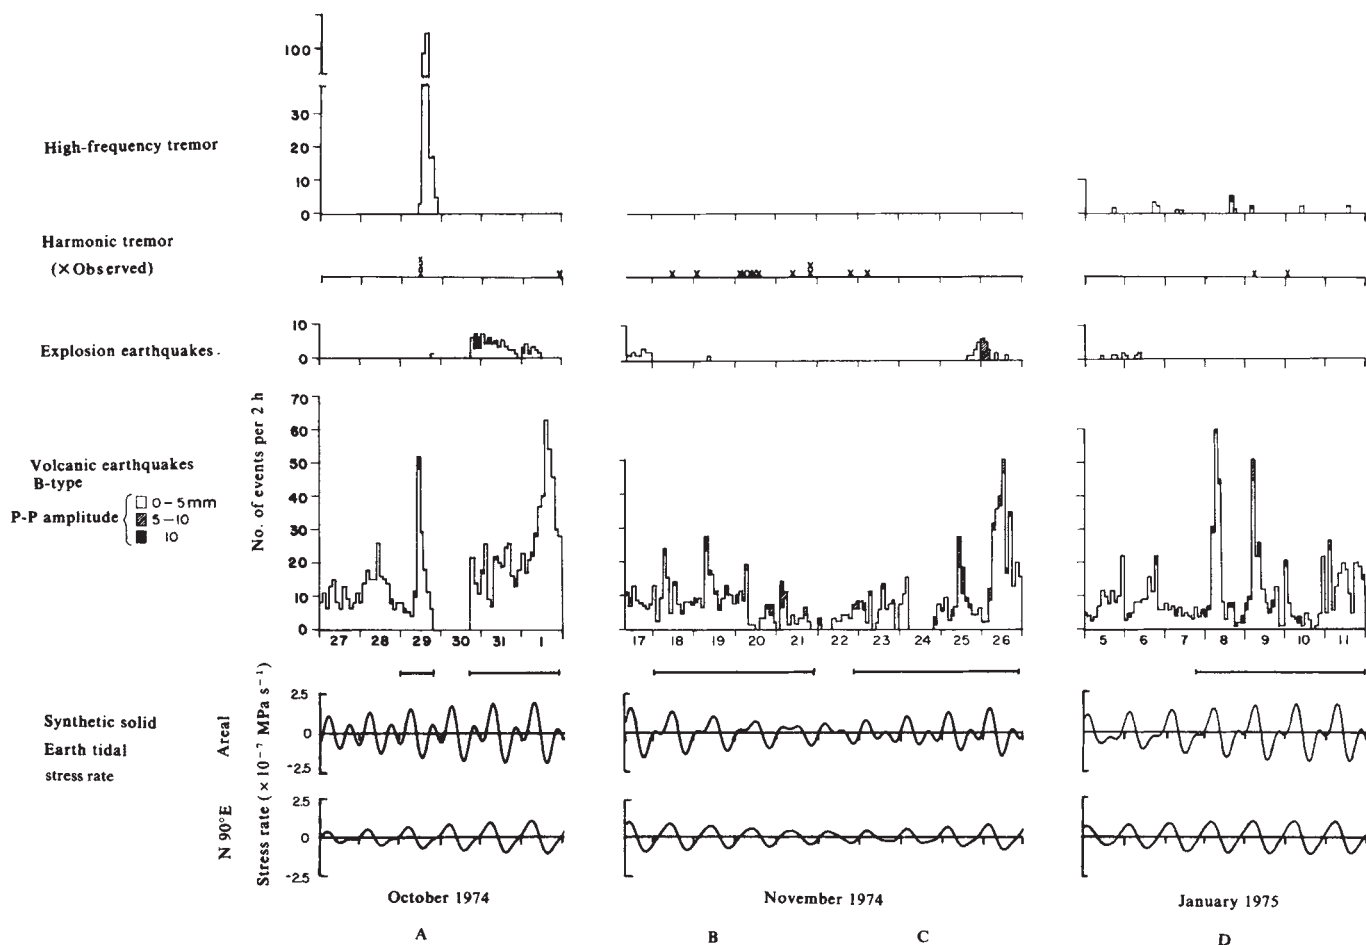 100
30
20
10
0
High-frequency tremor
Harmonic tremor
(× Observed)
Explosion earthquakes
10
0
Volcanic earthquakes
B-type
P-P amplitude
0-5mm
5-10
10
No. of events per 2 h
70
60
50
40
30
20
10
0
27 28 29 30 31 1
17 18 19 20 21 22 23 24 25 26
5 6 7 8 9 10 11
Synthetic solid
Earth tidal
stress rate
Areal
N 90°E
Stress rate (× 10⁻⁷ MPa s⁻¹)
2.5
0
-2.5
2.5
0
-2.5
October 1974
November 1974
January 1975
A
B
C
D